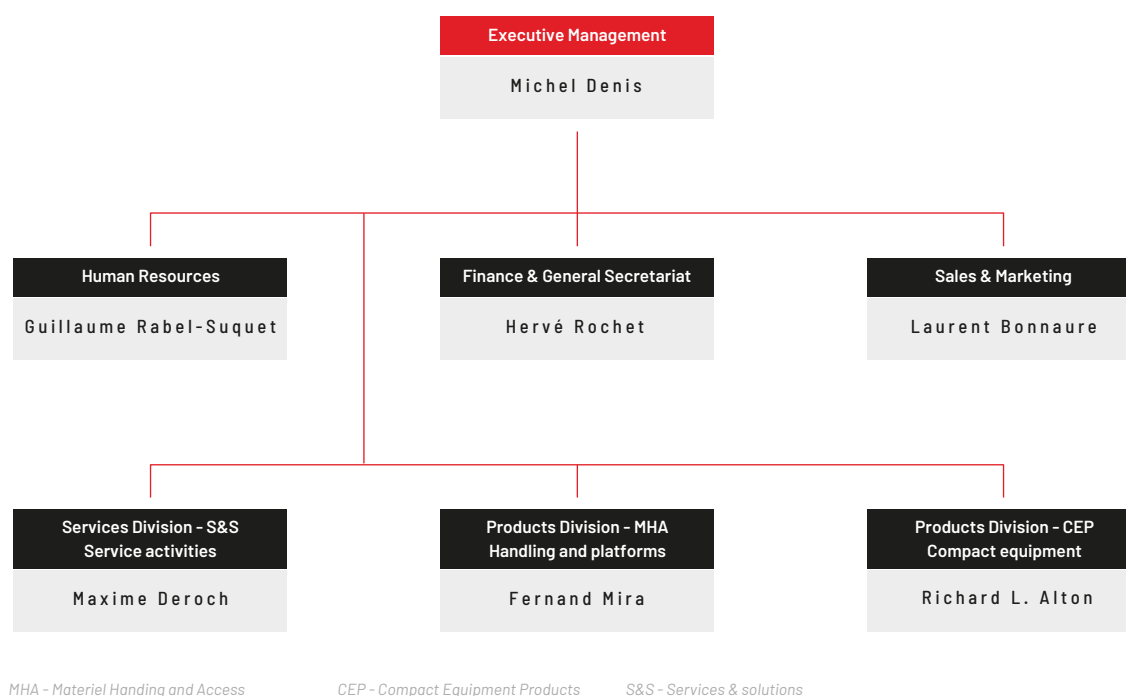 Executive Management
Michel Denis
Human Resources
Guillaume Rabel-Suquet
Finance & General Secretariat
Hervé Rochet
Sales & Marketing
Laurent Bonnaure
Services Division - S&S
Service activities
Maxime Deroch
Products Division - MHA
Handling and platforms
Fernand Mira
Products Division - CEP
Compact equipment
Richard L. Alton
MHA - Materiel Handing and Access
CEP - Compact Equipment Products
S&S - Services & solutions